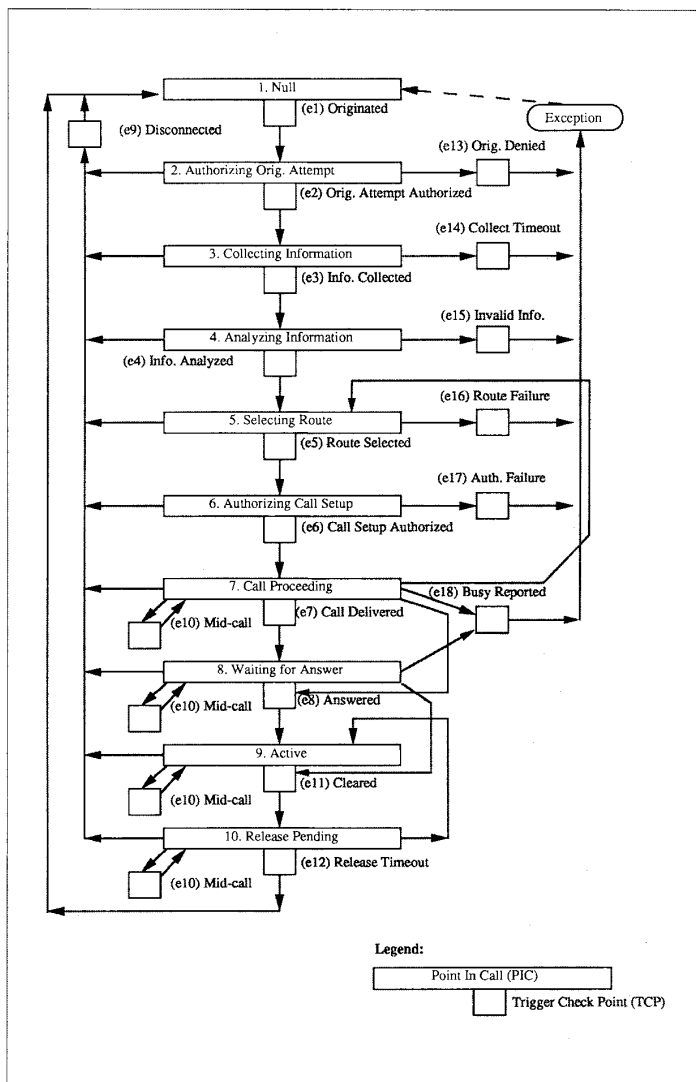 1. Null
(e1) Originated
Exception
(e9) Disconnected
(e13) Orig. Denied
2. Authorizing Orig. Attempt
(e2) Orig. Attempt Authorized
(e14) Collect Timeout
3. Collecting Information
(e3) Info. Collected
(e15) Invalid Info.
4. Analyzing Information
(e4) Info. Analyzed
(e16) Route Failure
5. Selecting Route
(e5) Route Selected
(e17) Auth. Failure
6. Authorizing Call Setup
(e6) Call Setup Authorized
7. Call Proceeding
(e18) Busy Reported
(e10) Mid-call
(e7) Call Delivered
8. Waiting for Answer
(e10) Mid-call
(e8) Answered
9. Active
(e10) Mid-call
(e11) Cleared
10. Release Pending
(e12) Release Timeout
(e10) Mid-call
Legend:
Point In Call (PIC)
Trigger Check Point (TCP)